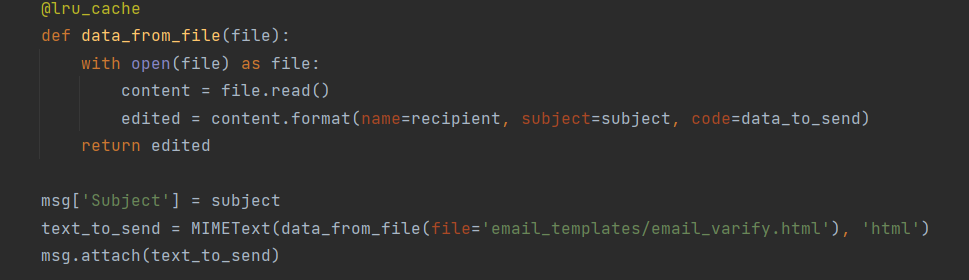 @lru_cache
def data_from_file(file):
    with open(file) as file:
        content = file.read()
        edited = content.format(name=recipient, subject=subject, code=data_to_send)
    return edited
msg['Subject'] = subject
text_to_send = MIMEText(data_from_file(file='email_templates/email_varify.html'), 'html')
msg.attach(text_to_send)